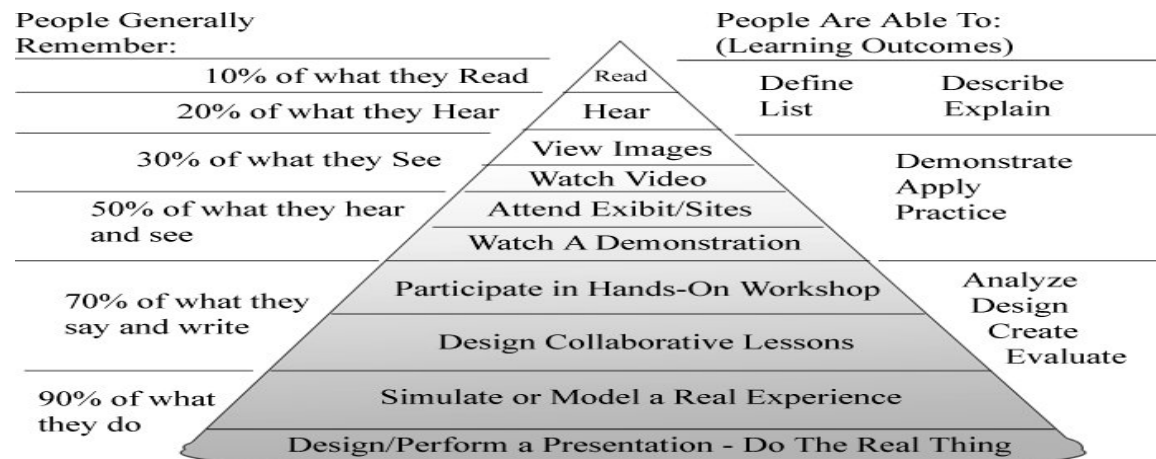 People Generally
Remember:
10% of what they Read
20% of what they Hear
30% of what they See
50% of what they hear
and see
70% of what they
say and write
90% of what
they do
Read
Hear
View Images
Watch Video
Attend Exibit/Sites
Watch A Demonstration
Participate in Hands-On Workshop
Design Collaborative Lessons
Simulate or Model a Real Experience
Design/Perform a Presentation - Do The Real Thing
People Are Able To:
(Learning Outcomes)
Define Describe
List Explain
Demonstrate
Apply
Practice
Analyze
Design
Create
Evaluate